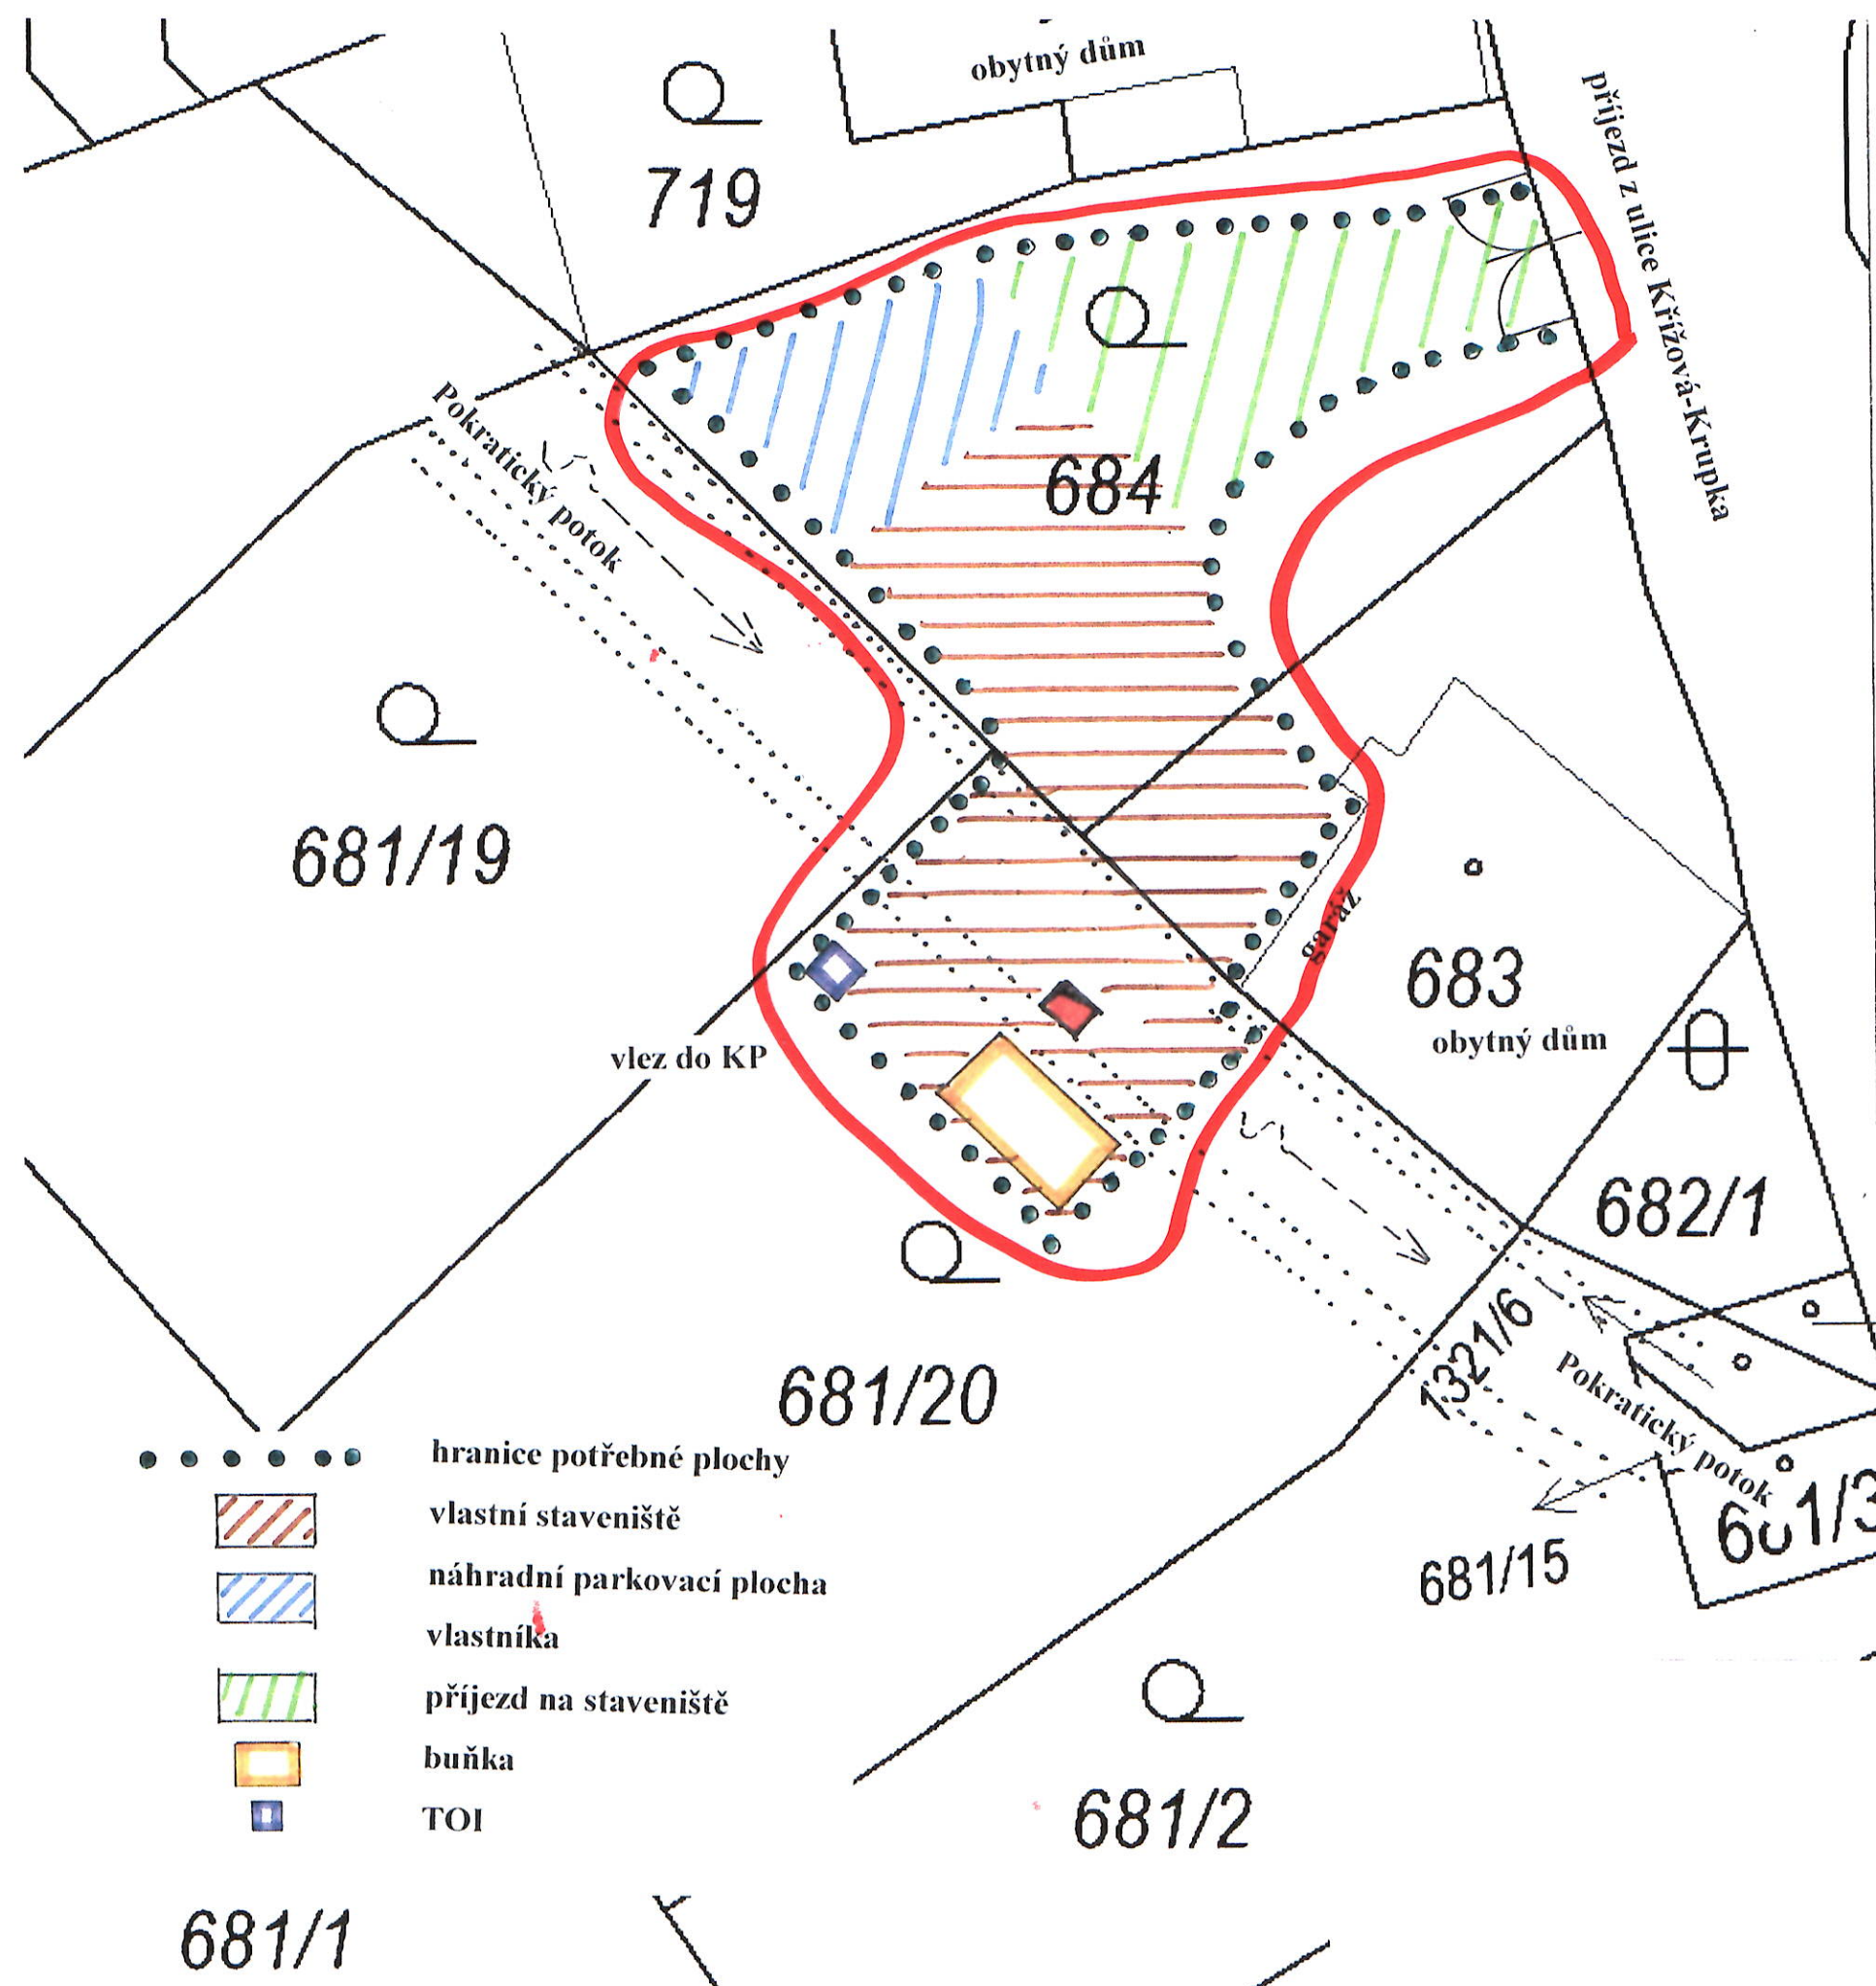 obytný dům
719
příjezd z ulice Křížová-Krupka
684
Pokratický potok
681/19
garáž
683
obytný dům
vlez do KP
682/1
1321/6
Pokratický potok
681/20
681/15
hranice potřebné plochy
vlastní staveniště
náhradní parkovací plocha
vlastníka
příjezd na staveniště
buňka
TOI
681/2
681/1